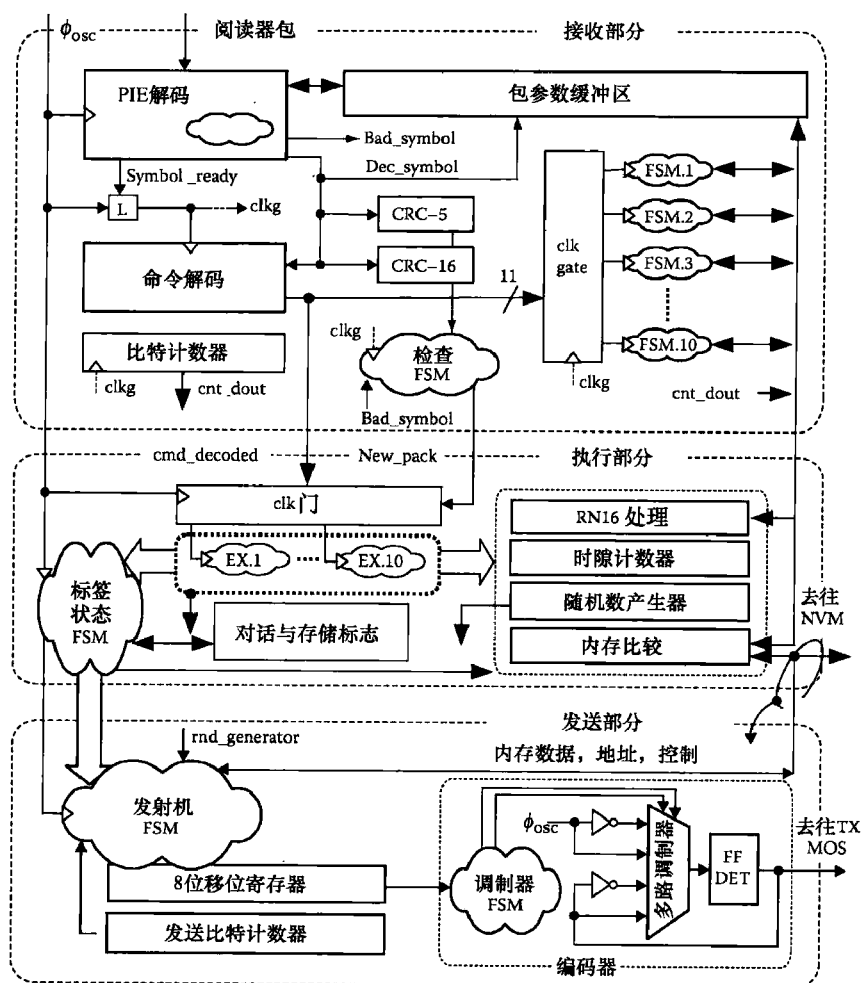 ϕosc
阅读器包
接收部分
PIE解码
包参数缓冲区
Bad_symbol
Dec_symbol
Symbol_ready
L
clkg
CRC-5
CRC-16
命令解码
11
clk
gate
FSM.1
FSM.2
FSM.3
FSM.10
clkg
比特计数器
clkg
cnt_dout
clkg
检查
FSM
Bad_symbol
cnt_dout
cmd_decoded
New_pack
执行部分
clk门
EX.1
EX.10
标签
状态
FSM
对话与存储标志
RN16 处理
时隙计数器
随机数产生器
内存比较
去往
NVM
发送部分
rnd_generator
内存数据，地址，控制
发射机
FSM
8位移位寄存器
发送比特计数器
ϕosc
调制器
FSM
多路调制器
FF
DET
去往TX
MOS
编码器